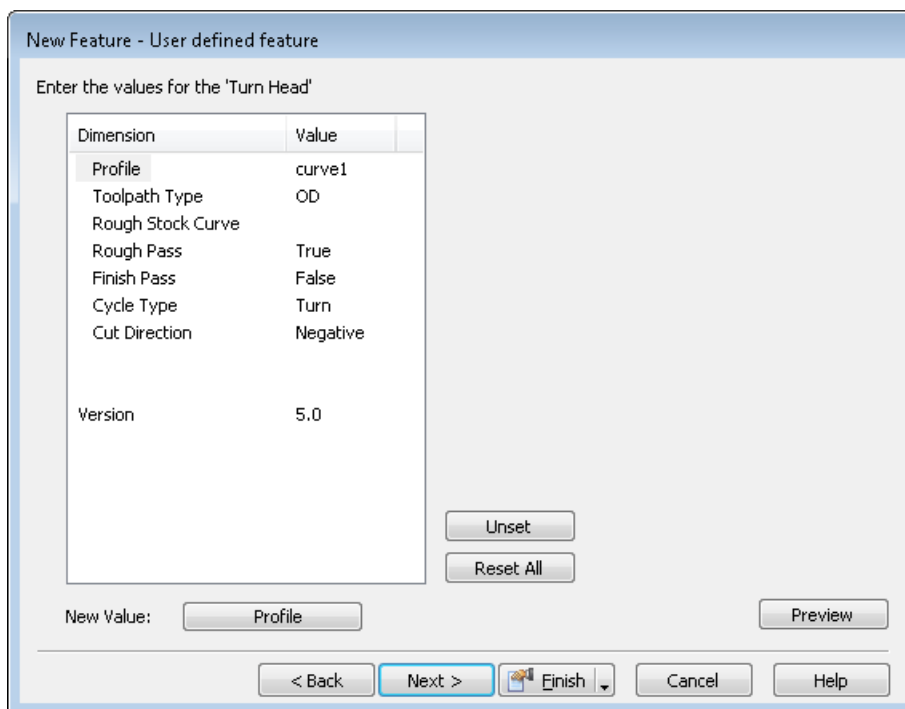 New Feature - User defined feature
Enter the values for the 'Turn Head'
Dimension Value
Profile curve1
Toolpath Type OD
Rough Stock Curve
Rough Pass True
Finish Pass False
Cycle Type Turn
Cut Direction Negative
Version 5.0
Unset
Reset All
New Value: Profile Preview
< Back Next > Finish Cancel Help